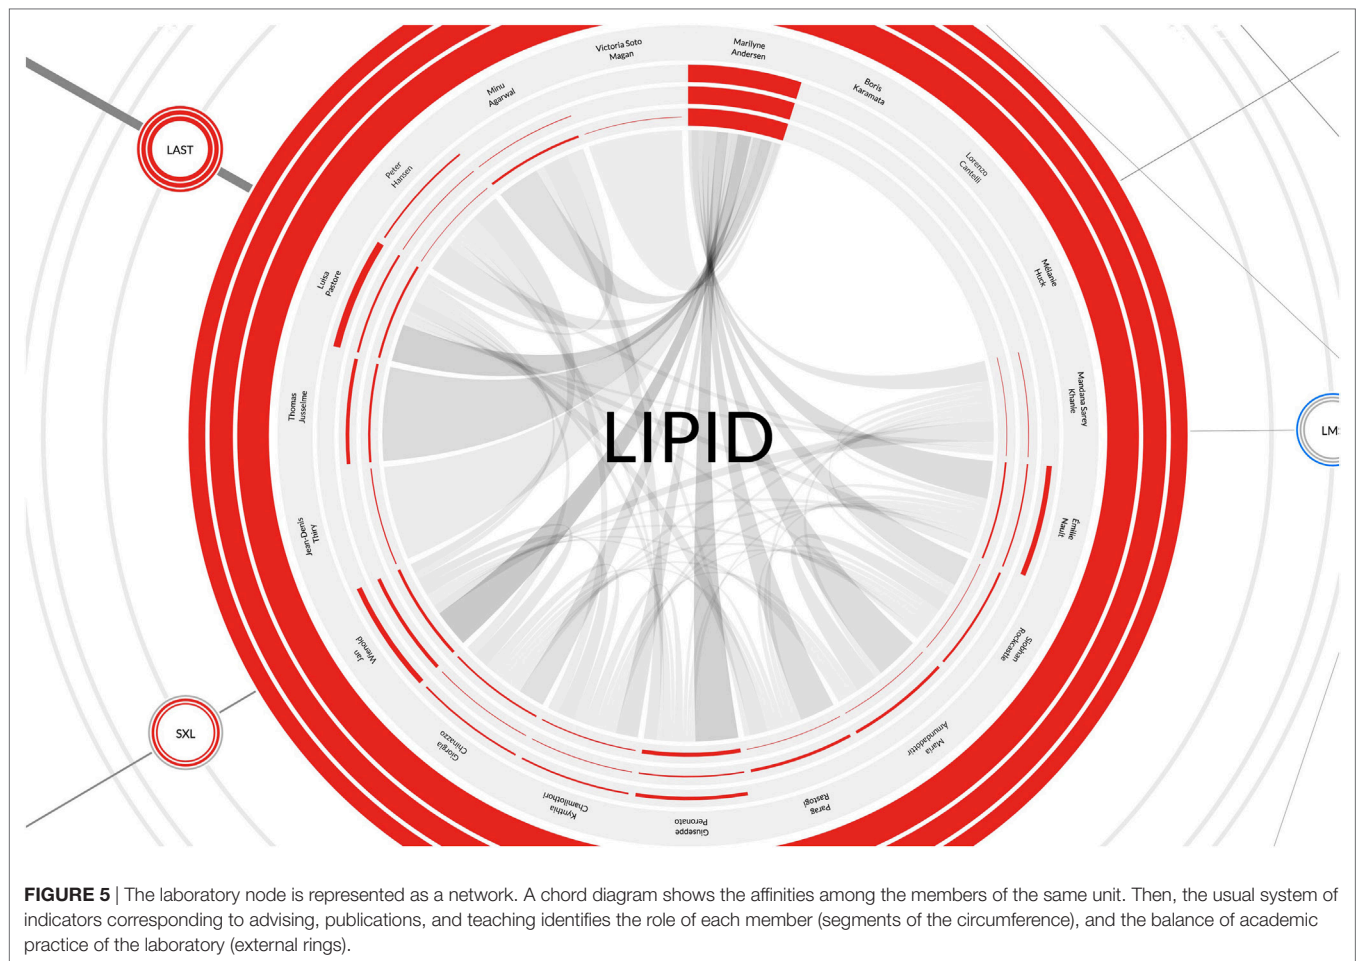 Victoria Soto
Magan
Marilyne
Andersen
Boris
Karamata
Lorenzo
Cantelli
Mélanie
Huck
Mandana Sarey
Khanie
Émilie
Nault
Siobhan
Rockcastle
María
Ámundadóttir
Parag
Rastogi
Giuseppe
Peronato
Kynthia
Chamilothori
Giorgia
Chinazzo
Jan
Wienold
Jean-Denis
Thiry
Thomas
Jusselme
Luisa
Pastore
Peter
Hansen
Minu
Agarwal
LAST
LIPID
LM
SXL
FIGURE 5 | The laboratory node is represented as a network. A chord diagram shows the affinities among the members of the same unit. Then, the usual system of
indicators corresponding to advising, publications, and teaching identifies the role of each member (segments of the circumference), and the balance of academic
practice of the laboratory (external rings).